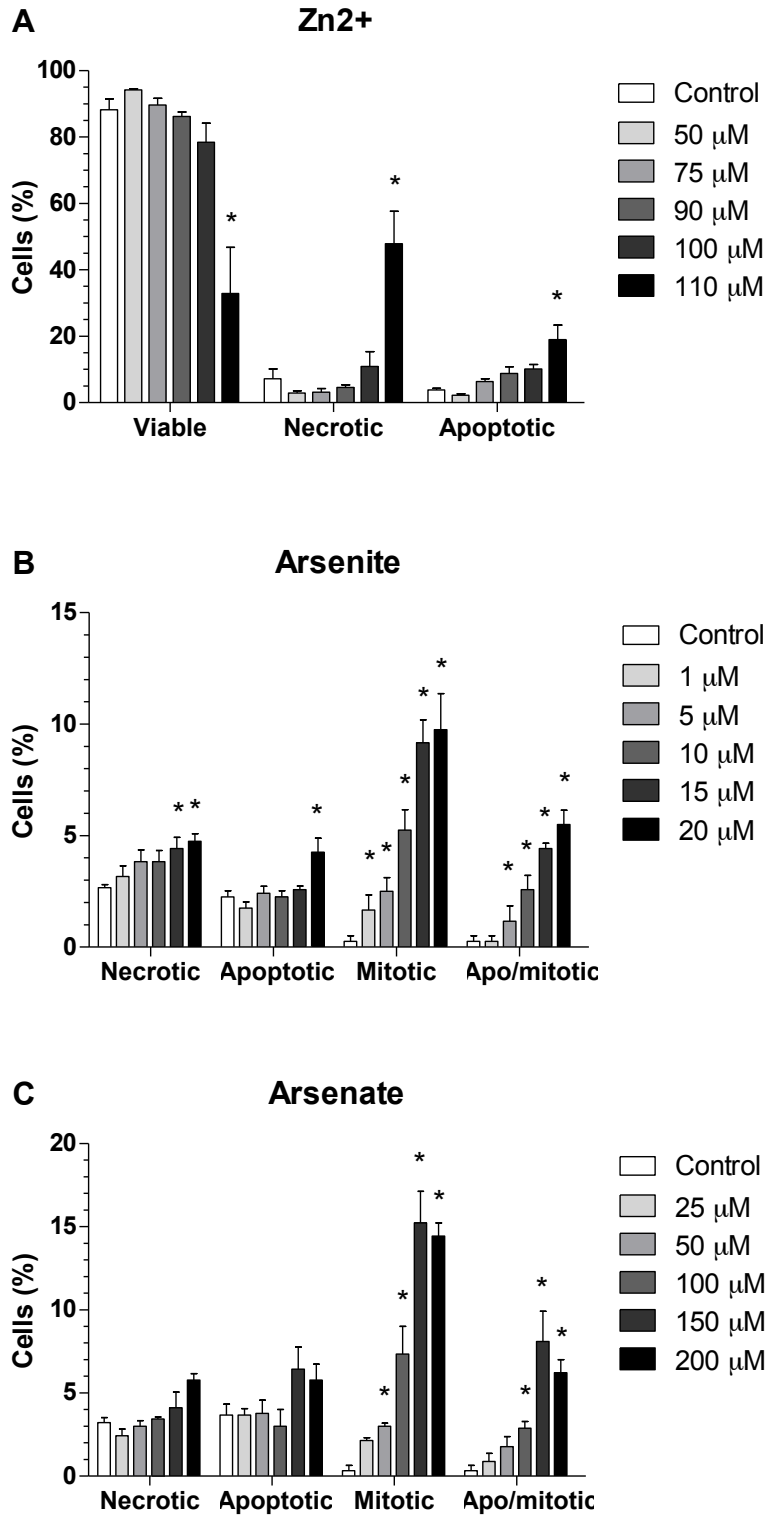 A
Zn2+
100
80
60
40
20
0
Cells (%)
*
*
*
Viable Necrotic Apoptotic
Control
50 μM
75 μM
90 μM
100 μM
110 μM
B
Arsenite
15
10
5
0
Cells (%)
* *
*
* * * * *
* * * *
Necrotic Apoptotic Mitotic Apo/mitotic
Control
1 μM
5 μM
10 μM
15 μM
20 μM
C
Arsenate
20
15
10
5
0
Cells (%)
* * * *
* * *
Necrotic Apoptotic Mitotic Apo/mitotic
Control
25 μM
50 μM
100 μM
150 μM
200 μM